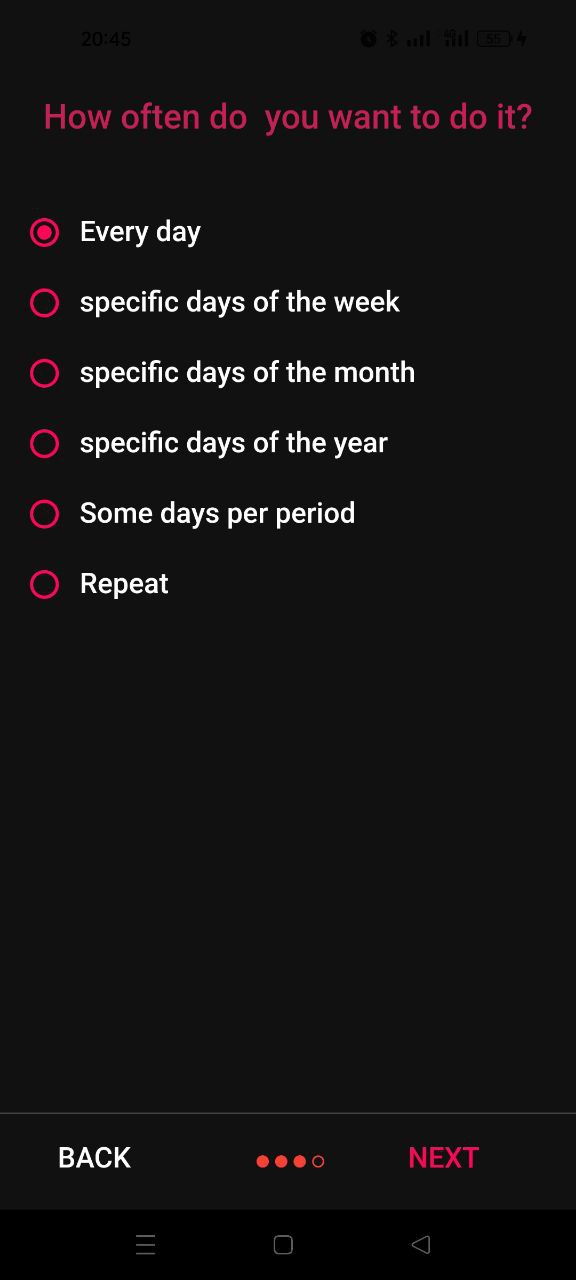 20:45 4G 55
How often do  you want to do it?
Every day
specific days of the week
specific days of the month
specific days of the year
Some days per period
Repeat
BACK NEXT